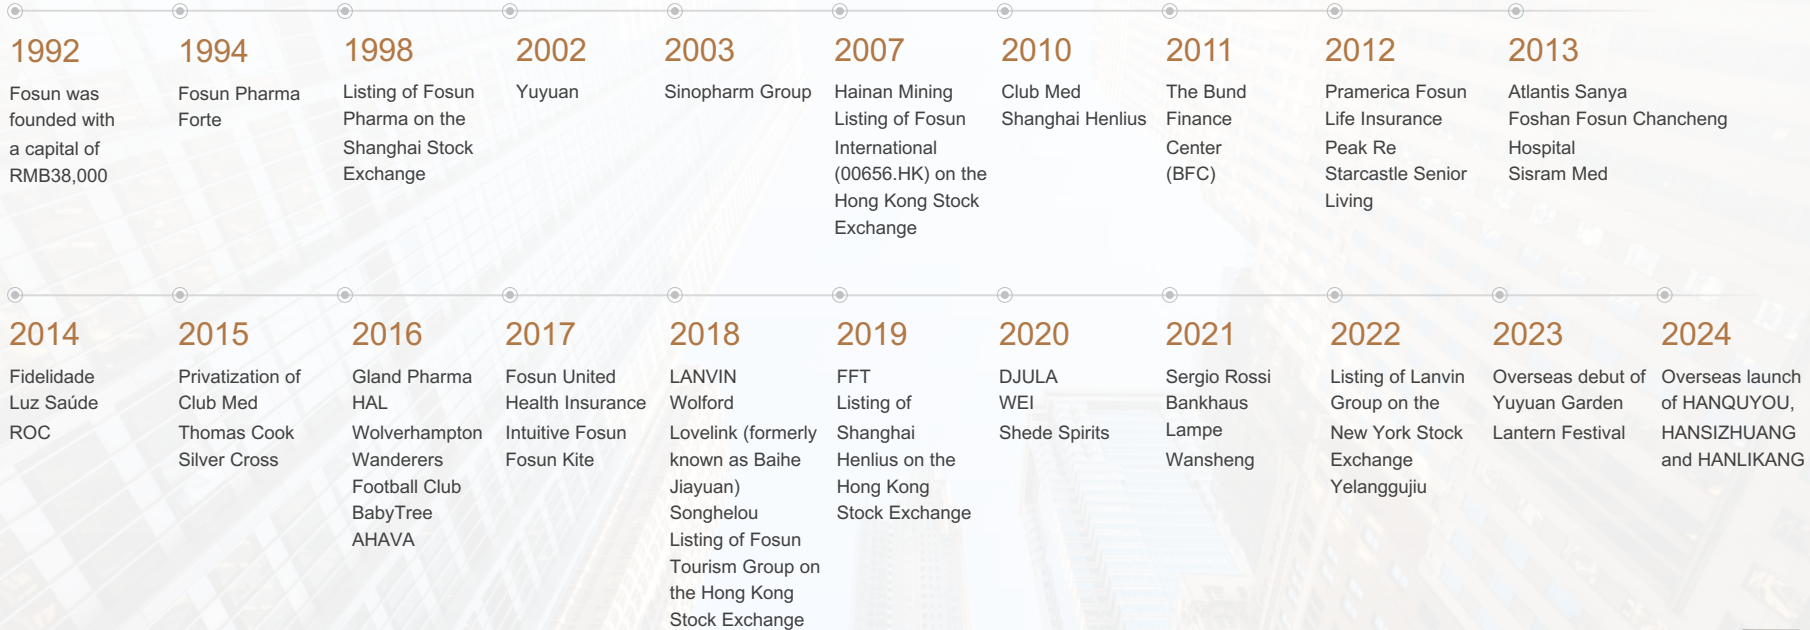 1992
Fosun was
founded with
a capital of
RMB38,000
1994
Fosun Pharma
Forte
1998
Listing of Fosun
Pharma on the
Shanghai Stock
Exchange
2002
Yuyuan
2003
Sinopharm Group
2007
Hainan Mining
Listing of Fosun
International
(00656.HK) on the
Hong Kong Stock
Exchange
2010
Club Med
Shanghai Henlius
2011
The Bund
Finance
Center
(BFC)
2012
Pramerica Fosun
Life Insurance
Peak Re
Starcastle Senior
Living
2013
Atlantis Sanya
Foshan Fosun Chancheng
Hospital
Sisram Med
2014
Fidelidade
Luz Saúde
ROC
2015
Privatization of
Club Med
Thomas Cook
Silver Cross
2016
Gland Pharma
HAL
Wolverhampton
Wanderers
Football Club
BabyTree
AHAVA
2017
Fosun United
Health Insurance
Intuitive Fosun
Fosun Kite
2018
LANVIN
Wolford
Lovelink (formerly
known as Baihe
Jiayuan)
Songhelou
Listing of Fosun
Tourism Group on
the Hong Kong
Stock Exchange
2019
FFT
Listing of
Shanghai
Henlius on the
Hong Kong
Stock Exchange
2020
DJULA
WEI
Shede Spirits
2021
Sergio Rossi
Bankhaus
Lampe
Wansheng
2022
Listing of Lanvin
Group on the
New York Stock
Exchange
Yelanggujiu
2023
Overseas debut of
Yuyuan Garden
Lantern Festival
2024
Overseas launch
of HANQUYOU,
HANSIZHUANG
and HANLIKANG